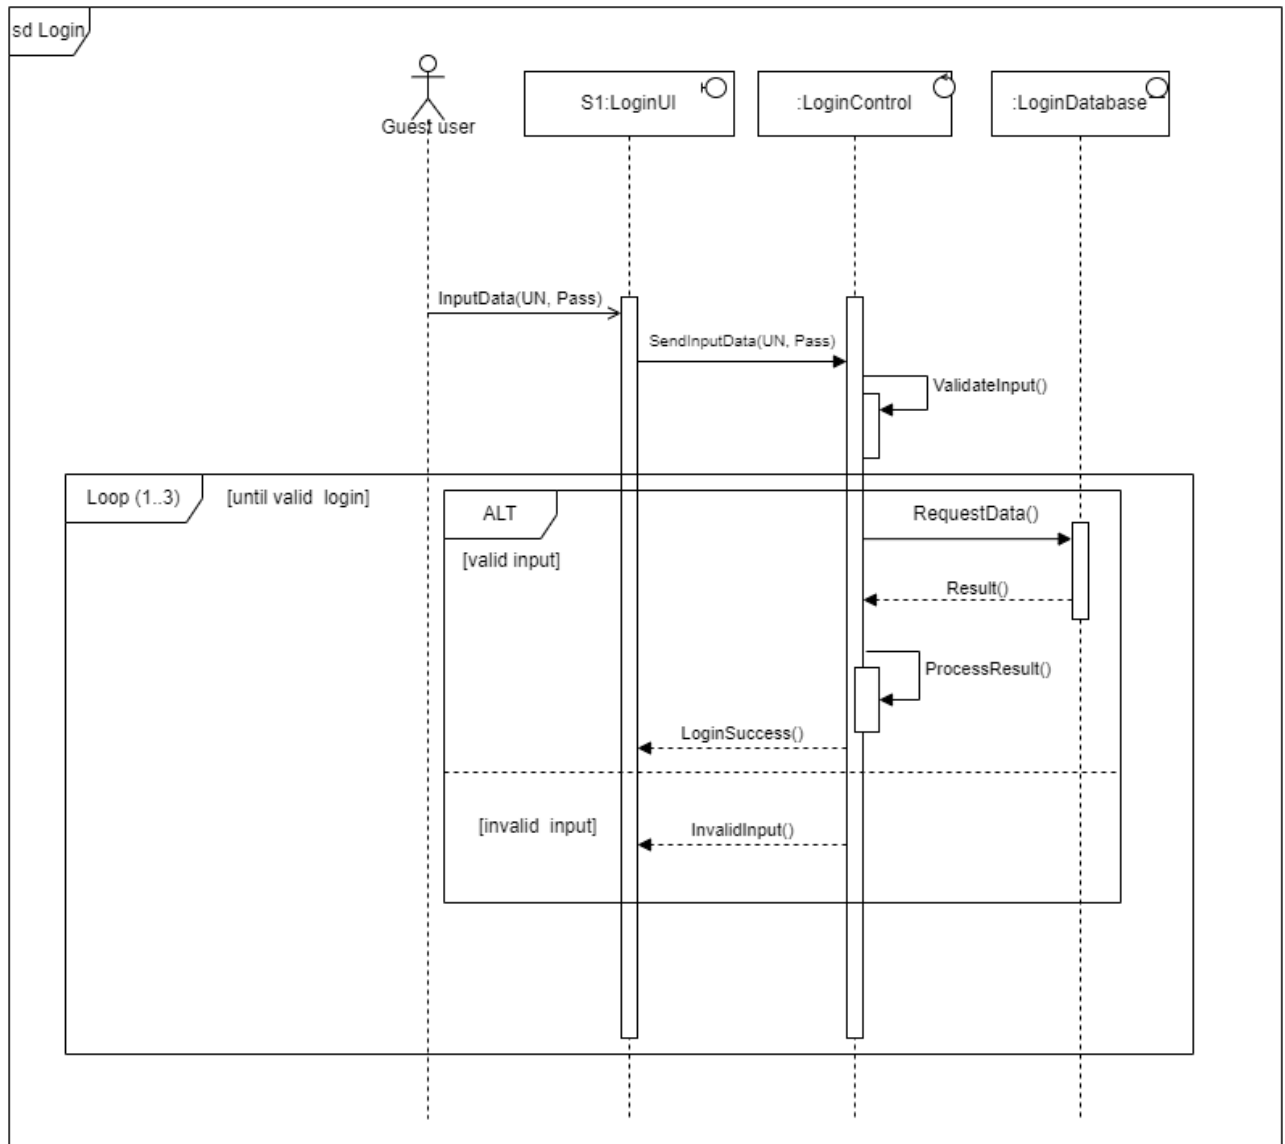 sd Login
Guest user
S1:LoginUI
:LoginControl
:LoginDatabase
InputData(UN, Pass)
SendInputData(UN, Pass)
ValidateInput()
Loop (1..3)
[until valid  login]
ALT
RequestData()
[valid input]
Result()
ProcessResult()
LoginSuccess()
[invalid  input]
InvalidInput()